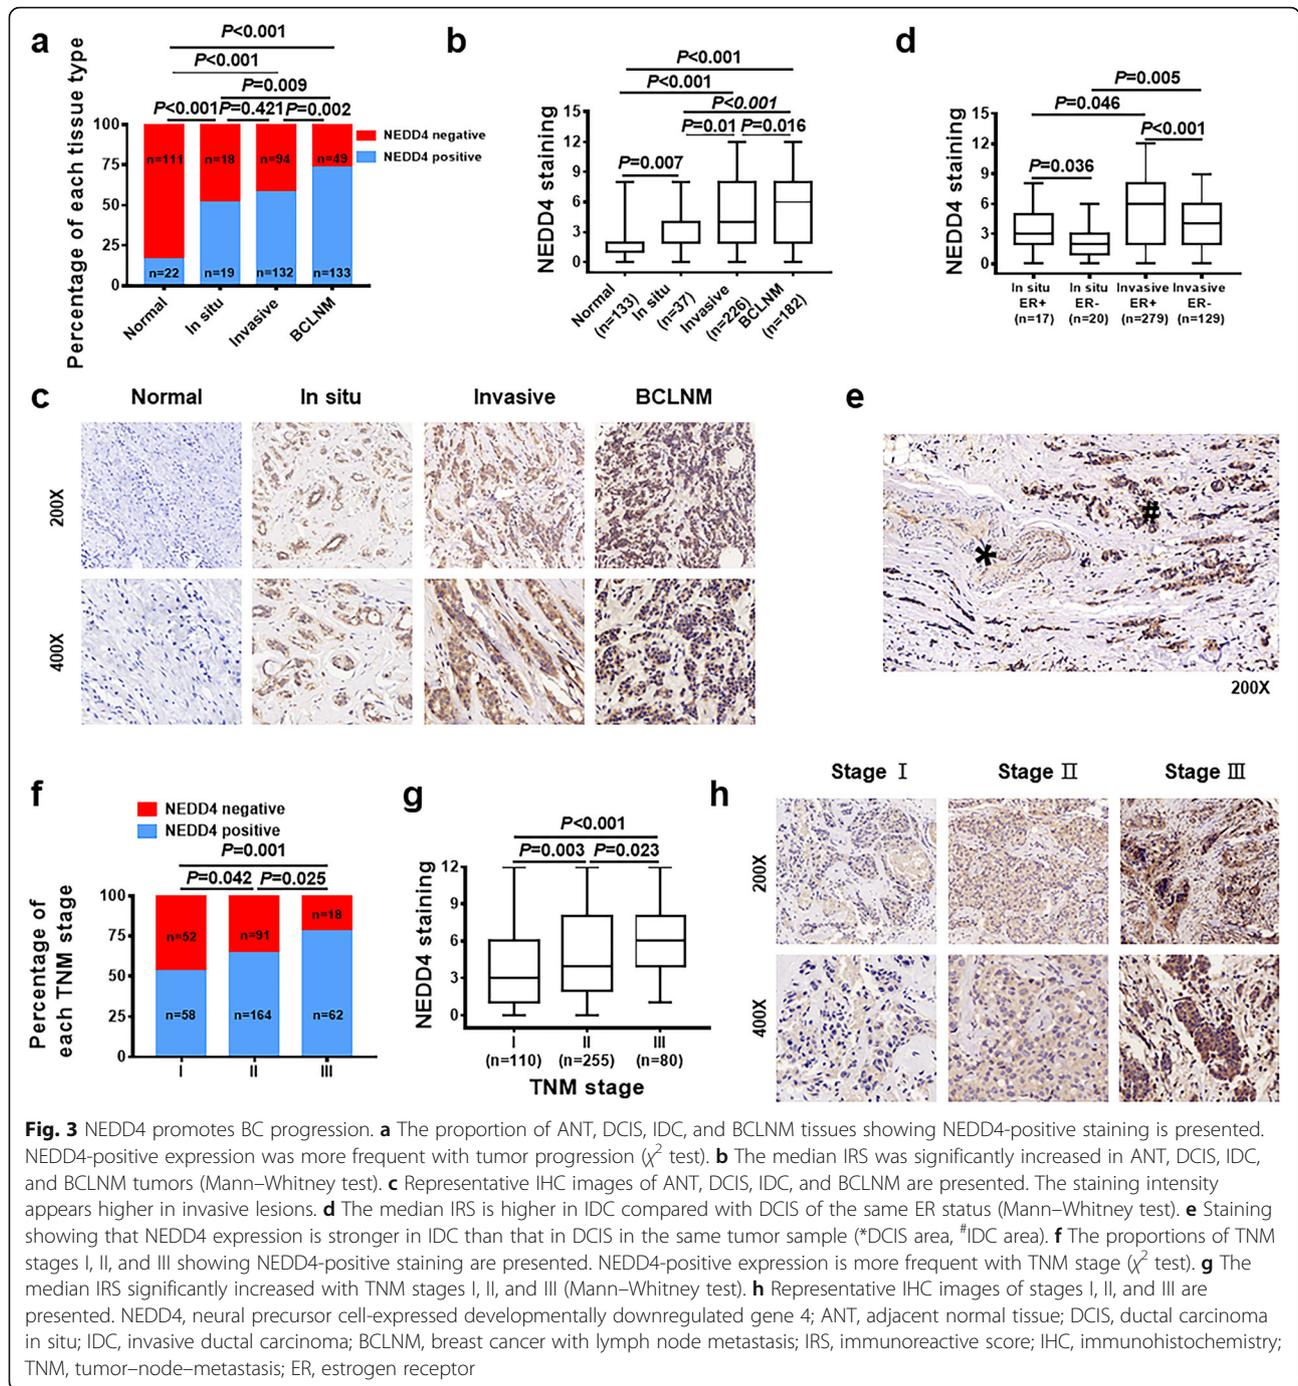 a
P<0.001
P<0.001
P=0.009
P<0.001 P=0.421 P=0.002
Percentage of each tissue type
100
75
50
25
0
n=111 n=18 n=94 n=49
n=22 n=19 n=132 n=133
Normal In situ Invasive BCLNM
NEDD4 negative
NEDD4 positive
b
P<0.001
P<0.001
P<0.001
P=0.01 P=0.016
P=0.007
NEDD4 staining
15
12
9
6
3
0
Normal (n=133)
In situ (n=37)
Invasive (n=226)
BCLNM (n=182)
d
P=0.005
P=0.046
P<0.001
P=0.036
NEDD4 staining
15
12
9
6
3
0
In situ In situ Invasive Invasive
ER+ ER- ER+ ER-
(n=17) (n=20) (n=279) (n=129)
c
Normal In situ Invasive BCLNM
200X
400X
e
*
#
200X
f
NEDD4 negative
NEDD4 positive
P=0.001
P=0.042 P=0.025
Percentage of
each TNM stage
100
75
50
25
0
n=52 n=91 n=18
n=58 n=164 n=62
I II III
g
P<0.001
P=0.003 P=0.023
NEDD4 staining
12
9
6
3
0
I II III
(n=110) (n=255) (n=80)
TNM stage
h
Stage I Stage II Stage III
200X
400X
Fig. 3 NEDD4 promotes BC progression. a The proportion of ANT, DCIS, IDC, and BCLNM tissues showing NEDD4-positive staining is presented.
NEDD4-positive expression was more frequent with tumor progression (χ² test). b The median IRS was significantly increased in ANT, DCIS, IDC,
and BCLNM tumors (Mann–Whitney test). c Representative IHC images of ANT, DCIS, IDC, and BCLNM are presented. The staining intensity
appears higher in invasive lesions. d The median IRS is higher in IDC compared with DCIS of the same ER status (Mann–Whitney test). e Staining
showing that NEDD4 expression is stronger in IDC than that in DCIS in the same tumor sample (*DCIS area, #IDC area). f The proportions of TNM
stages I, II, and III showing NEDD4-positive staining are presented. NEDD4-positive expression is more frequent with TNM stage (χ² test). g The
median IRS significantly increased with TNM stages I, II, and III (Mann–Whitney test). h Representative IHC images of stages I, II, and III are
presented. NEDD4, neural precursor cell-expressed developmentally downregulated gene 4; ANT, adjacent normal tissue; DCIS, ductal carcinoma
in situ; IDC, invasive ductal carcinoma; BCLNM, breast cancer with lymph node metastasis; IRS, immunoreactive score; IHC, immunohistochemistry;
TNM, tumor–node–metastasis; ER, estrogen receptor